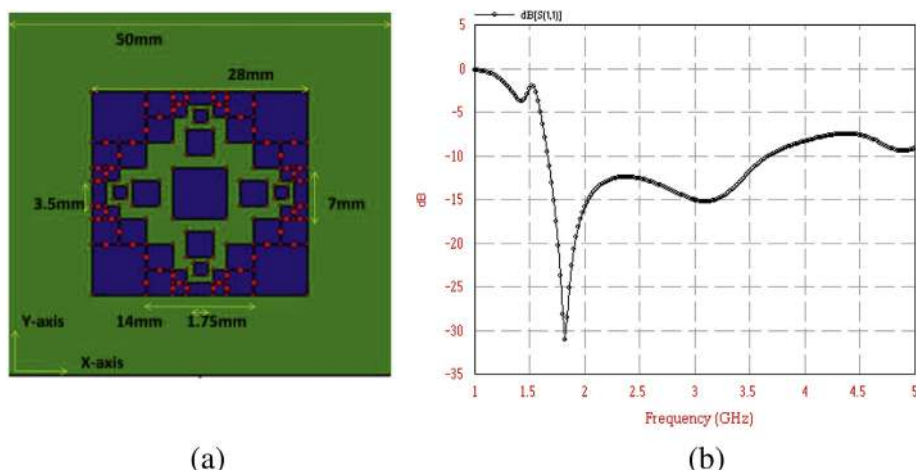 50mm
28mm
3.5mm
7mm
14mm
1.75mm
Y-axis
X-axis
(a)
dB[S(1,1)]
5
0
-5
-10
-15
-20
-25
-30
-35
dB
1
1.5
2
2.5
3
3.5
4
4.5
5
Frequency (GHz)
(b)